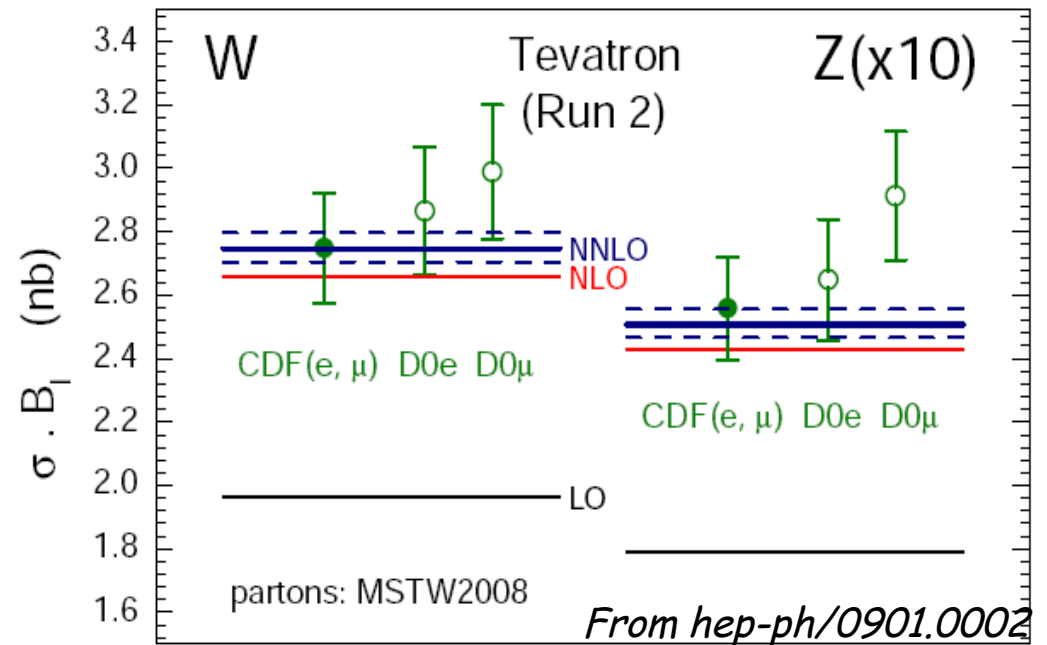 W
Tevatron
(Run 2)
Z(x10)
σ . B_l (nb)
3.4
3.2
3.0
2.8
2.6
2.4
2.2
2.0
1.8
1.6
NNLO
NLO
CDF(e, μ) D0e D0μ
CDF(e, μ) D0e D0μ
LO
partons: MSTW2008
From hep-ph/0901.0002